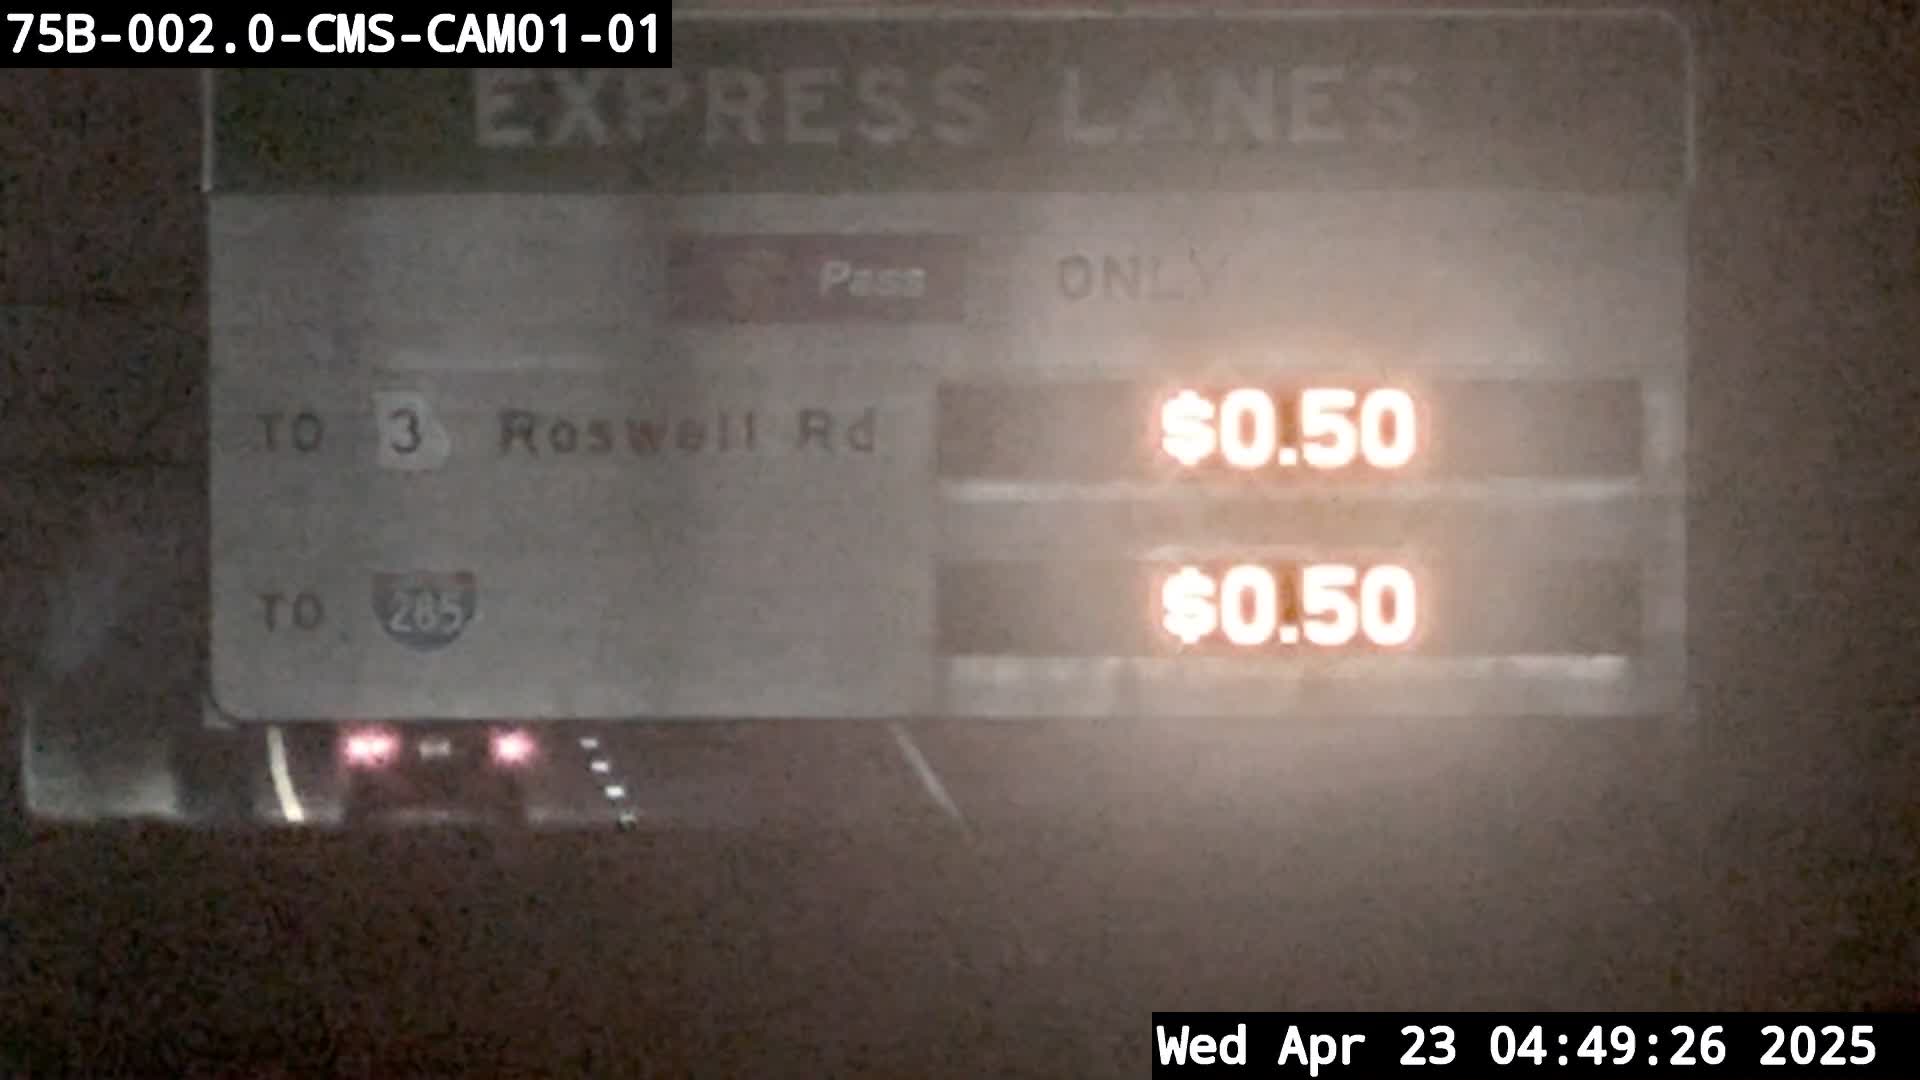 75B-002.0-CMS-CAM01-01
EXPRESS LANES
Pass ONLY
TO 3 Roswell Rd $0.50
TO 285 $0.50
Wed Apr 23 04:49:26 2025